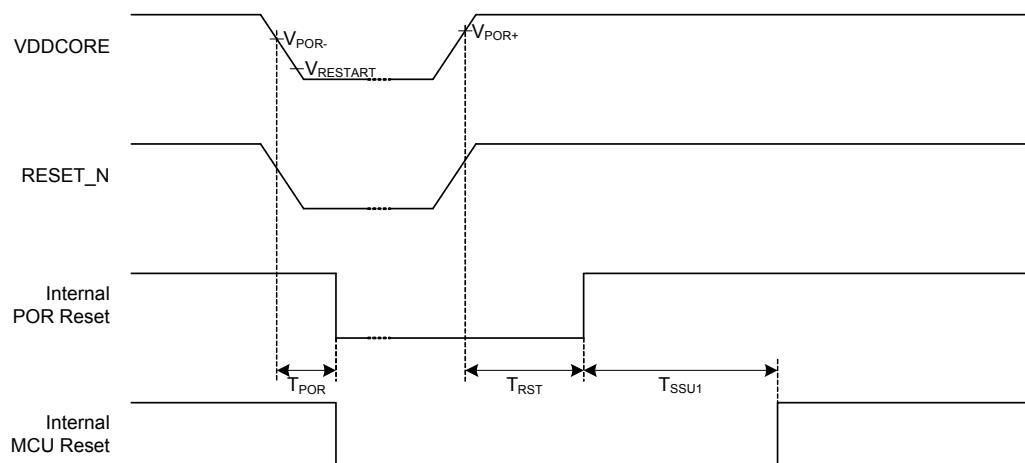 VDDCORE
VPOR-
VRESTART
VPOR+
RESET_N
Internal
POR Reset
TPOR
TRST
TSSU1
Internal
MCU Reset